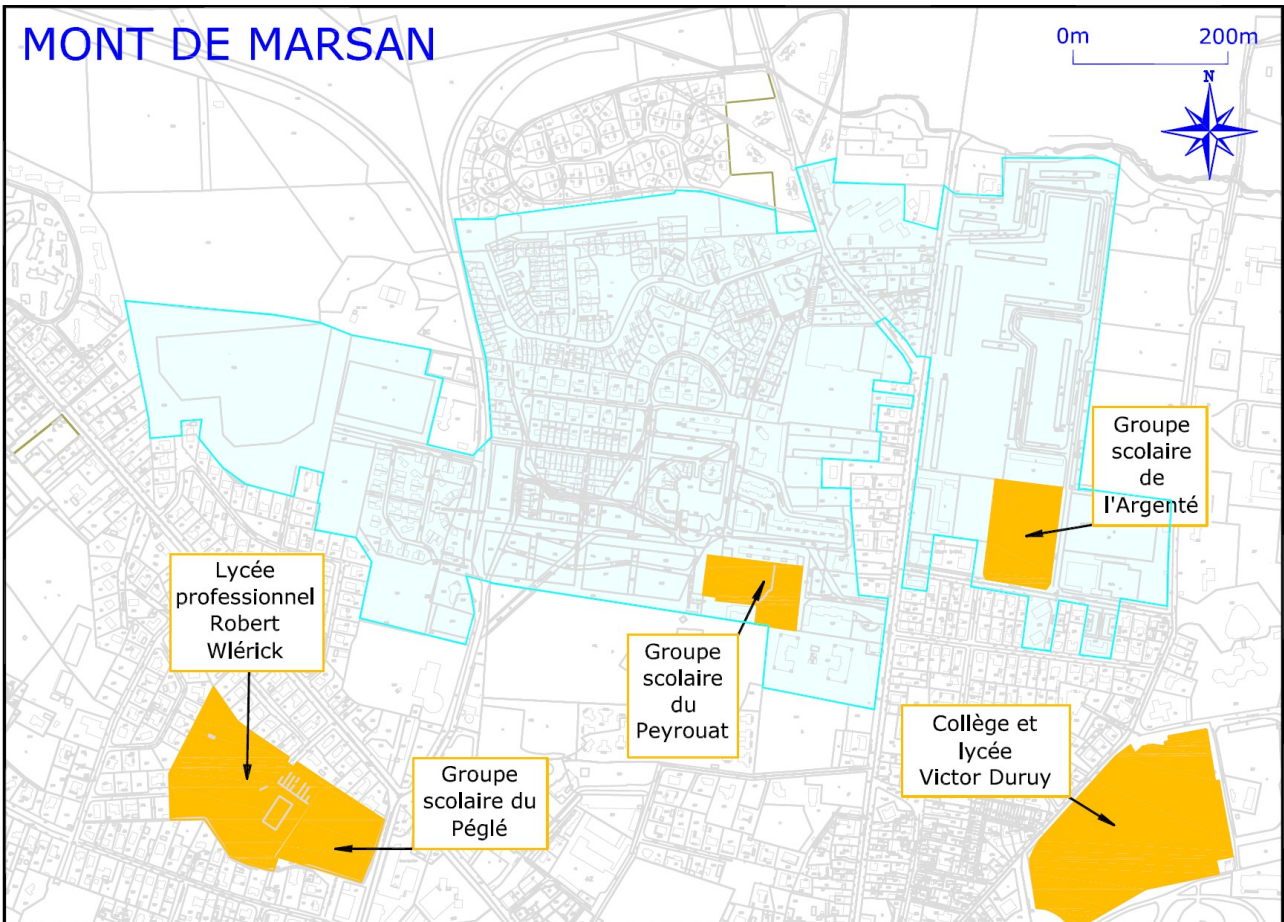 MONT DE MARSAN
0m 200m
N
Groupe
scolaire
de
l'Argenté
Lycée
professionnel
Robert
Wlérick
Groupe
scolaire
du
Peyrouat
Collège et
lycée
Victor Duruy
Groupe
scolaire du
Péglé